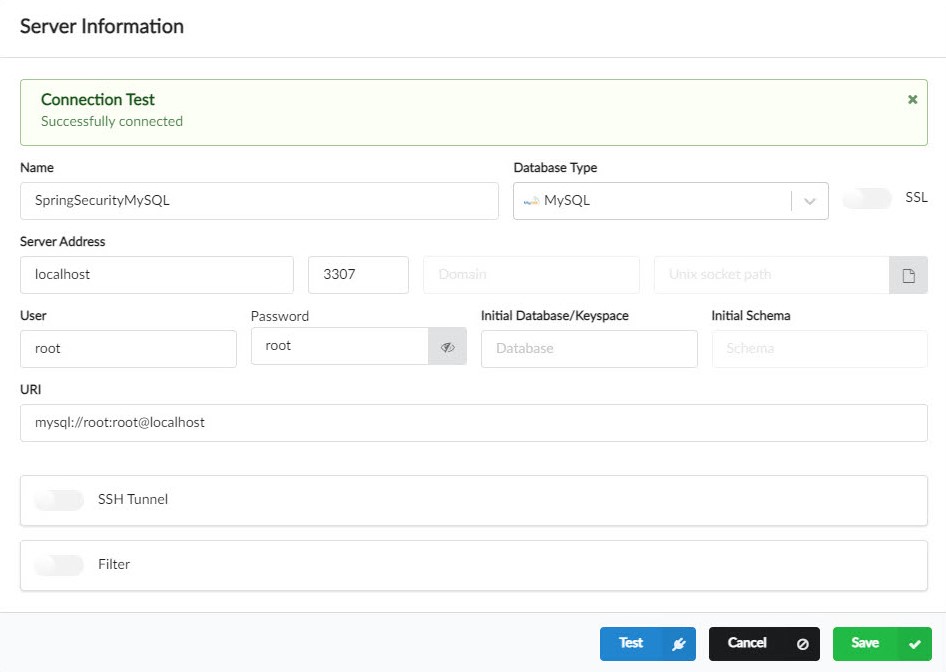 Server Information
Connection Test
Successfully connected
Name
Database Type
SpringSecurityMySQL
MySQL
SSL
Server Address
localhost
3307
Domain
Unix socket path
User
Password
Initial Database/Keyspace
Initial Schema
root
root
Database
Schema
URI
mysql://root:root@localhost
SSH Tunnel
Filter
Test
Cancel
Save